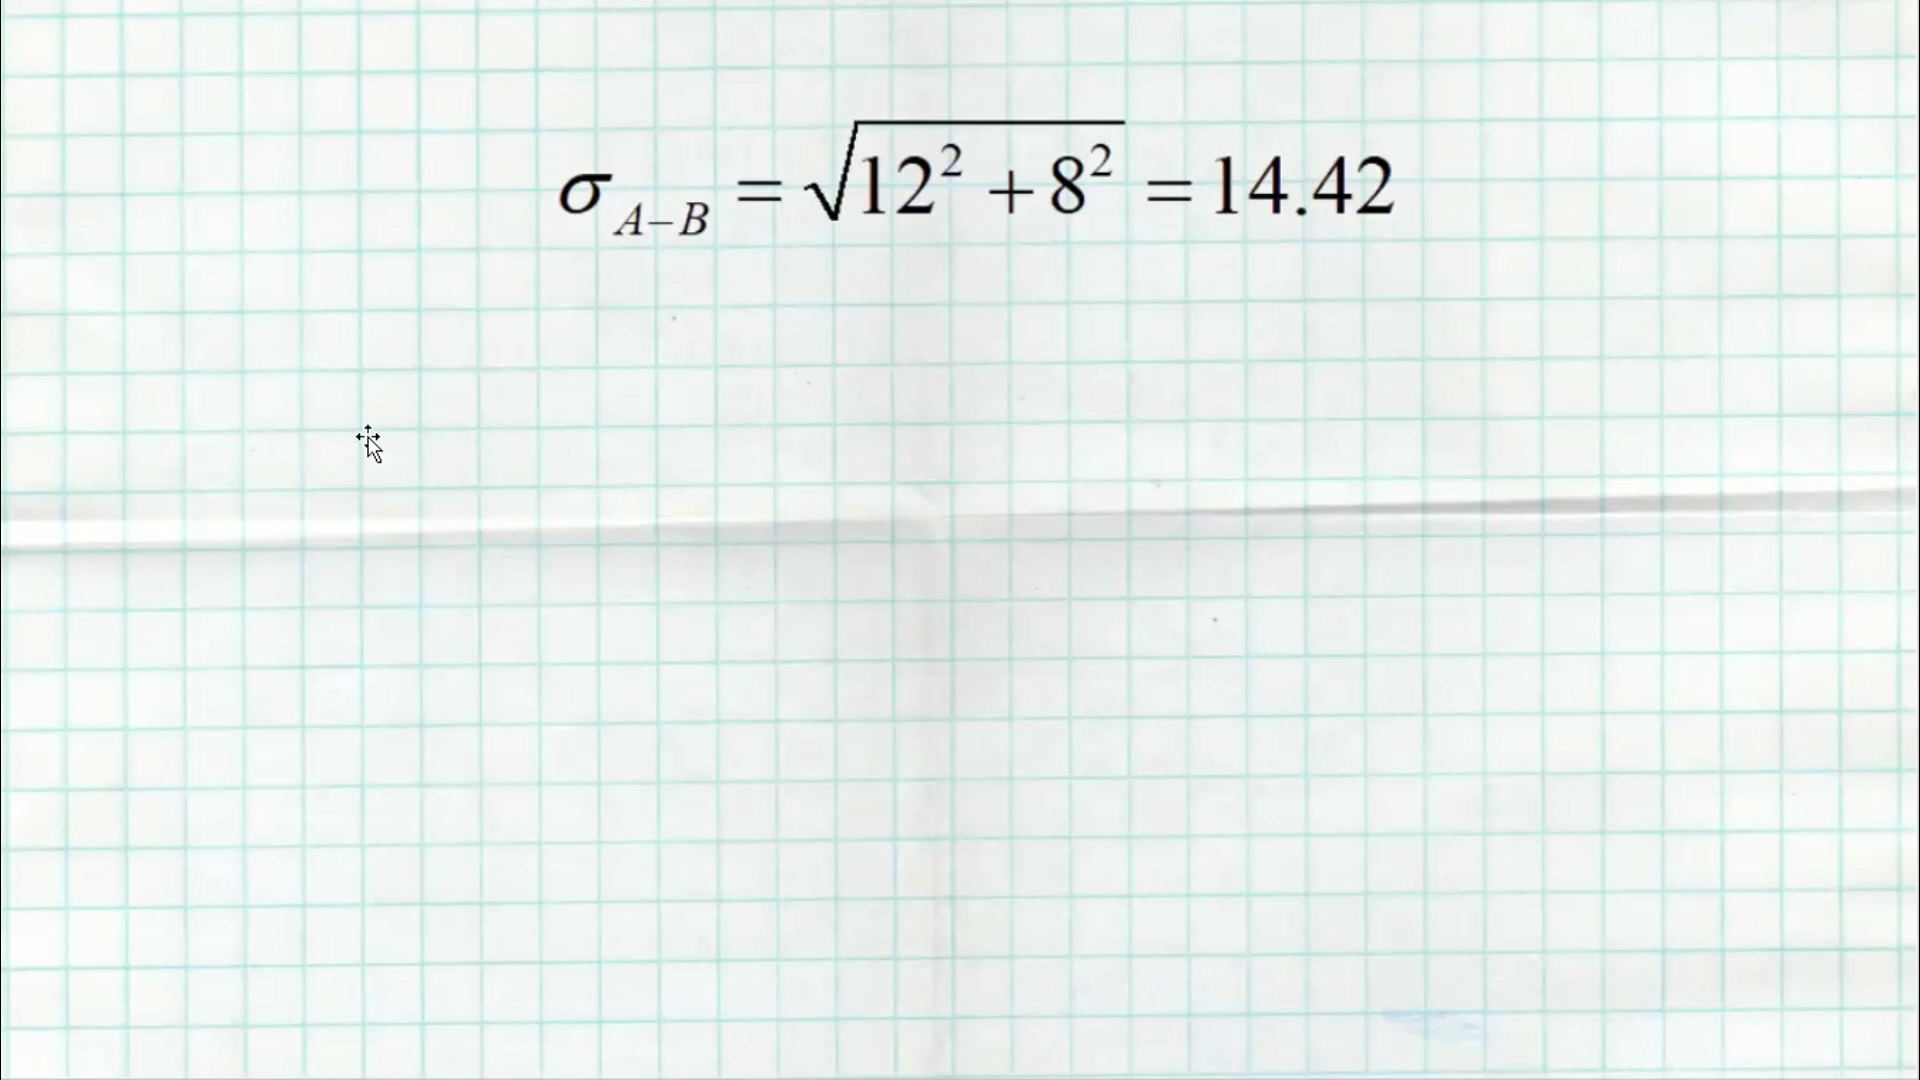 σ_{A−B} = √(12² + 8²) = 14.42